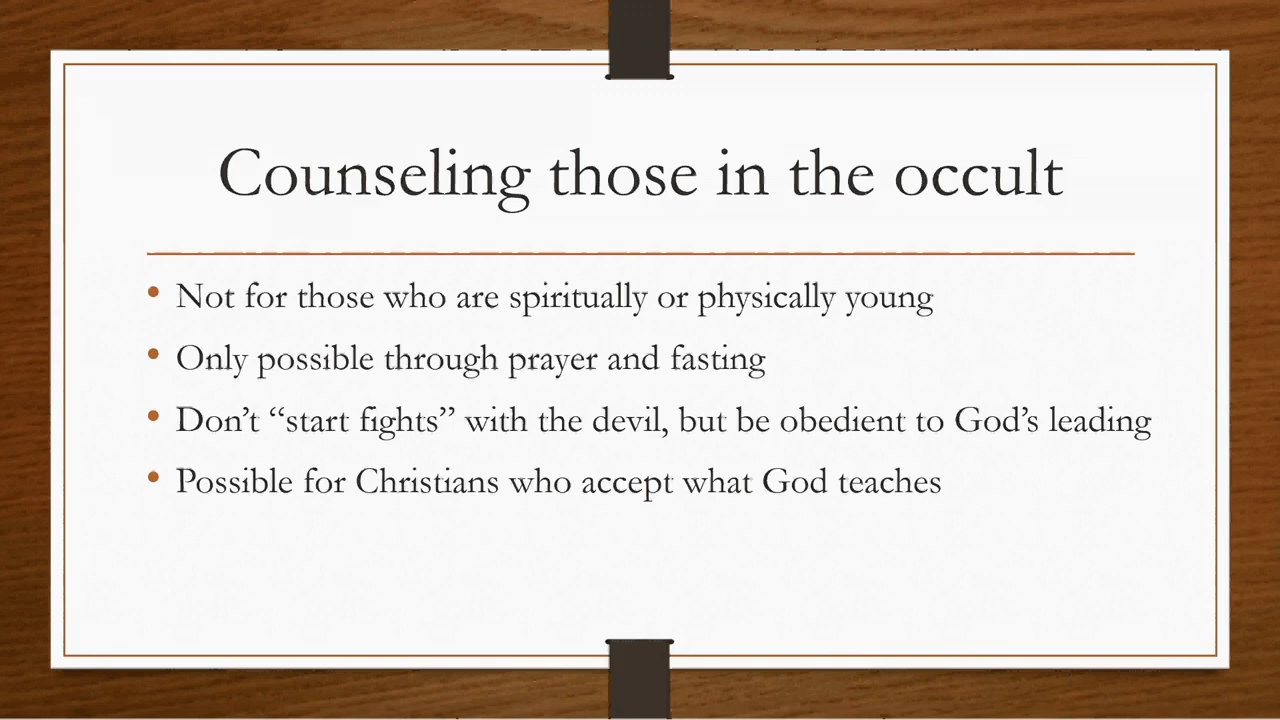 Counseling those in the occult
• Not for those who are spiritually or physically young
• Only possible through prayer and fasting
• Don’t “start fights” with the devil, but be obedient to God’s leading
• Possible for Christians who accept what God teaches